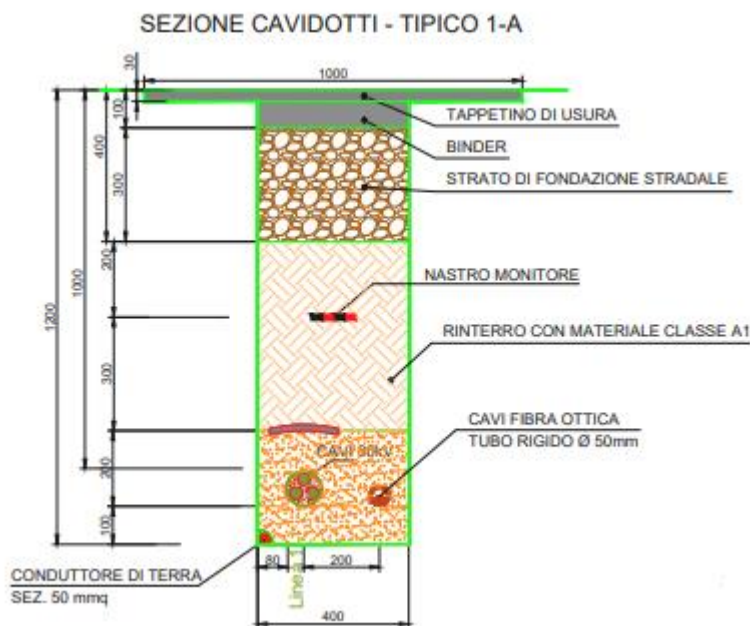 SEZIONE CAVIDOTTI - TIPICO 1-A
1000
30
100
400
300
200
1000
1200
300
200
100
TAPPETINO DI USURA
BINDER
STRATO DI FONDAZIONE STRADALE
NASTRO MONITORE
RINTERRO CON MATERIALE CLASSE A1
CAVI FIBRA OTTICA
TUBO RIGIDO Ø 50mm
CAVI 30kV
CONDUTTORE DI TERRA
SEZ. 50 mmq
80
Linea 1
200
400